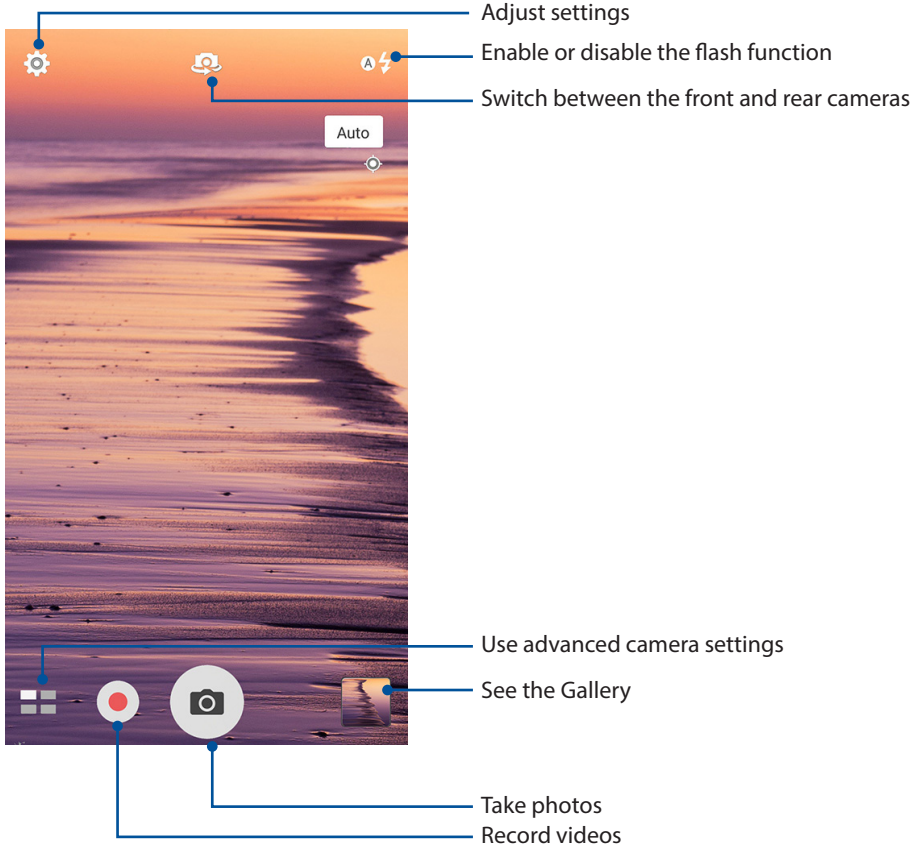 Adjust settings
Enable or disable the flash function
A
Switch between the front and rear cameras
Auto
Use advanced camera settings
See the Gallery
Take photos
Record videos